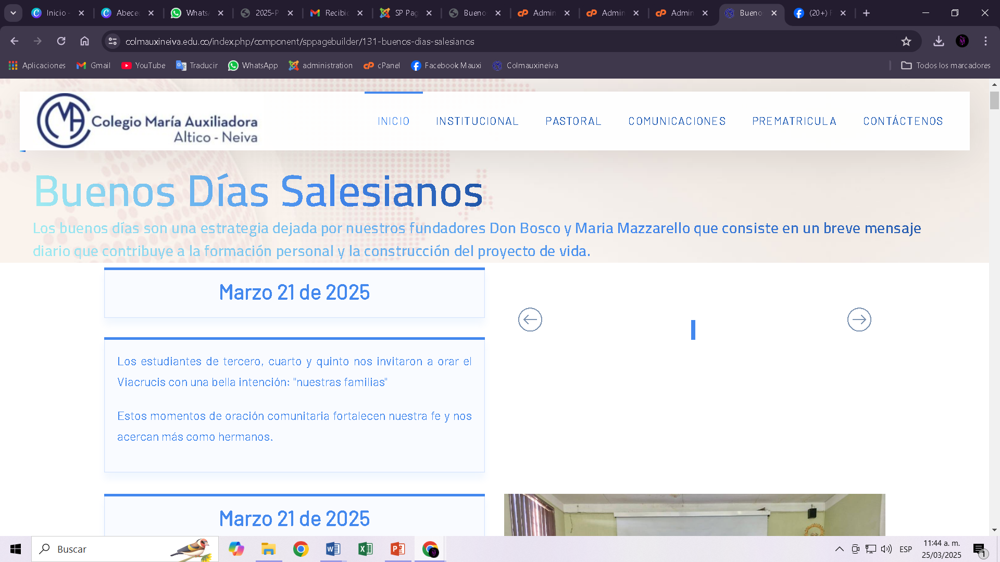 Inicio -
Abece
Whats
2025-P
Recibi
SP Pag
Bueno
Admin
Admin
Admin
Bueno
(20+)
colmauxineiva.edu.co/index.php/component/sppagebuilder/131-buenos-dias-salesianos
Aplicaciones
Gmail
YouTube
Traducir
WhatsApp
administration
cPanel
Facebook Mauxi
Colmauxineiva
Todos los marcadores
Colegio María Auxiliadora
Altico - Neiva
INICIO
INSTITUCIONAL
PASTORAL
COMUNICACIONES
PREMATRICULA
CONTÁCTENOS
Buenos Días Salesianos
Los buenos días son una estrategia dejada por nuestros fundadores Don Bosco y Maria Mazzarello que consiste en un breve mensaje
diario que contribuye a la formación personal y la construcción del proyecto de vida.
Marzo 21 de 2025
Los estudiantes de tercero, cuarto y quinto nos invitaron a orar el
Viacrucis con una bella intención: "nuestras familias"
Estos momentos de oración comunitaria fortalecen nuestra fe y nos
acercan más como hermanos.
Marzo 21 de 2025
Buscar
ESP
11:44 a. m.
25/03/2025
1